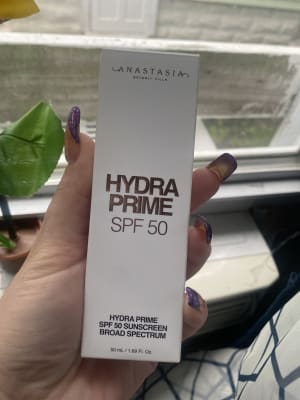 ANASTASIA
BEVERLY HILLS
HYDRA
PRIME
SPF 50
HYDRA PRIME
SPF 50 SUNSCREEN
BROAD SPECTRUM
50 mL / 1.69 Fl. Oz